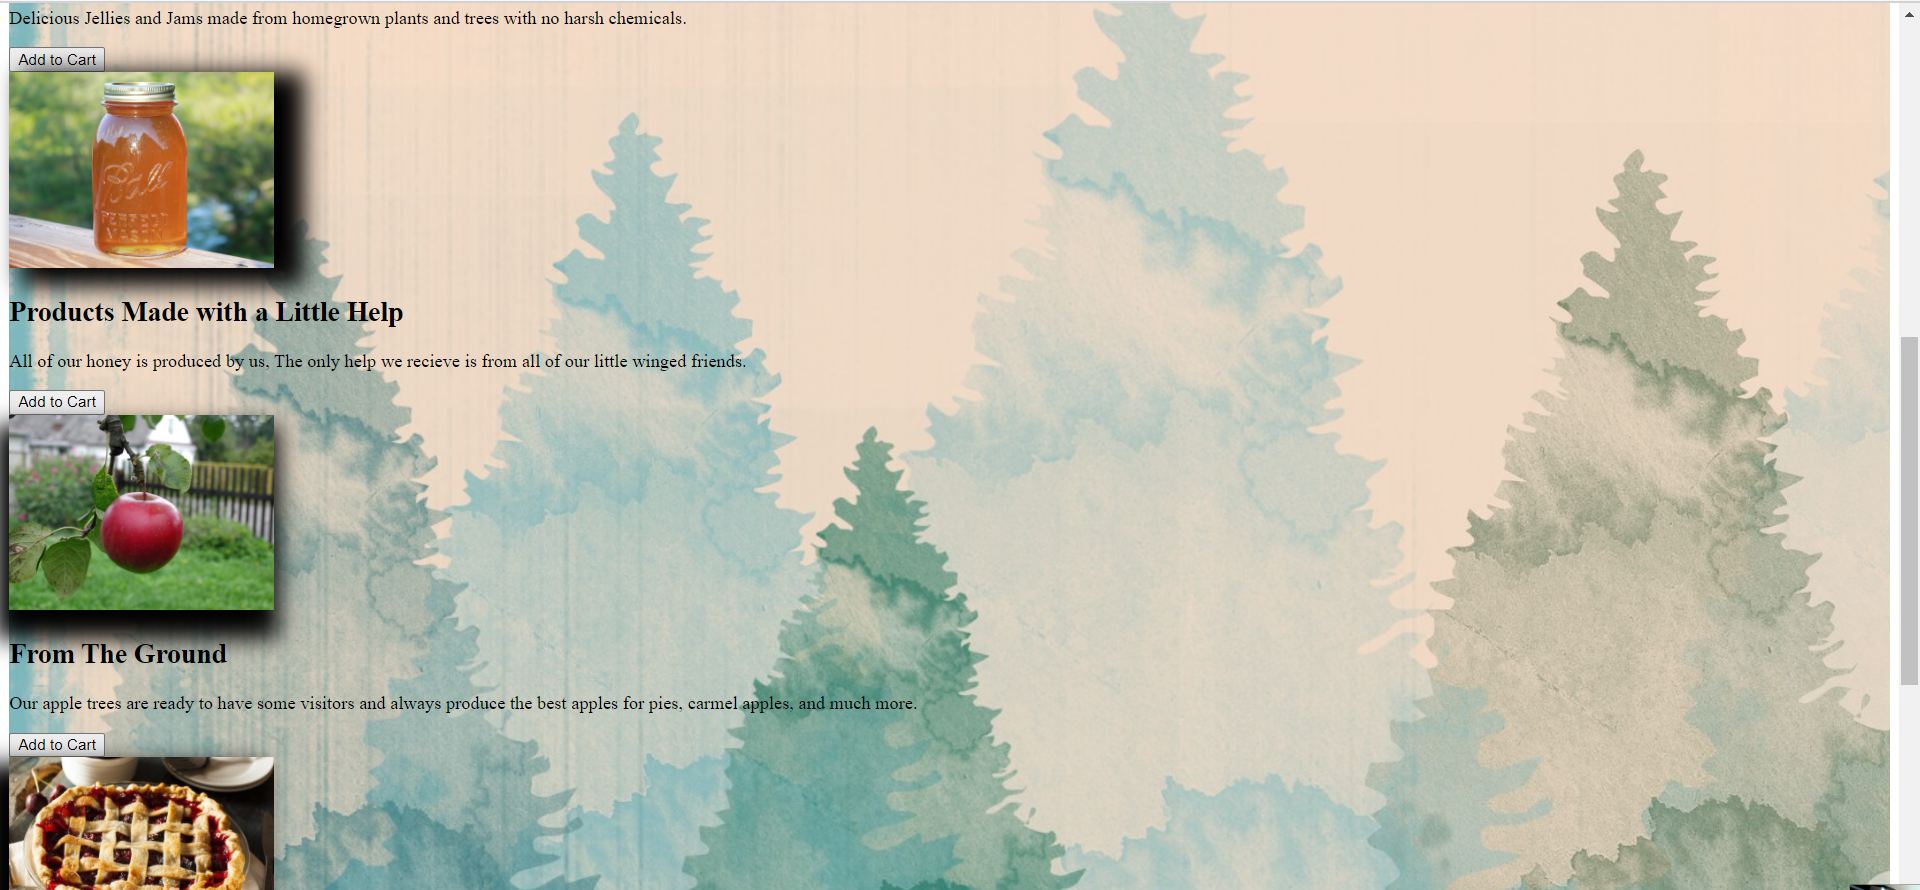 Delicious Jellies and Jams made from homegrown plants and trees with no harsh chemicals.
Add to Cart
Ball
PERFECT
MASON
Products Made with a Little Help
All of our honey is produced by us, The only help we recieve is from all of our little winged friends.
Add to Cart
From The Ground
Our apple trees are ready to have some visitors and always produce the best apples for pies, carmel apples, and much more.
Add to Cart